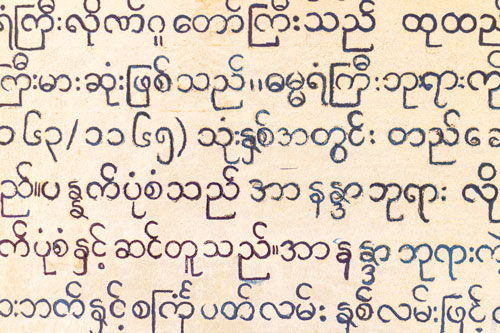 ရံကြီးလိုဏ်ဂူတော်ကြီးသည် ထုထည်
ကြီးမားဆုံးဖြစ်သည်၊၊ဓမ္မရံကြီးဘုရားကို
၁၆၃/၁၁၆၅) သုံးနှစ်အတွင်း တည်ဆေ
ည်။ပန္နက်ပုံစံသည် အာနန္ဒာဘုရား လို
က်ပုံစံနှင့် ဆင်တူသည်။အာနန္ဒာဘုရားကဲ
းဘက်နှင့်စင်္ကြံ ပတ်လမ်း နှစ်လမ်းဖြင့်